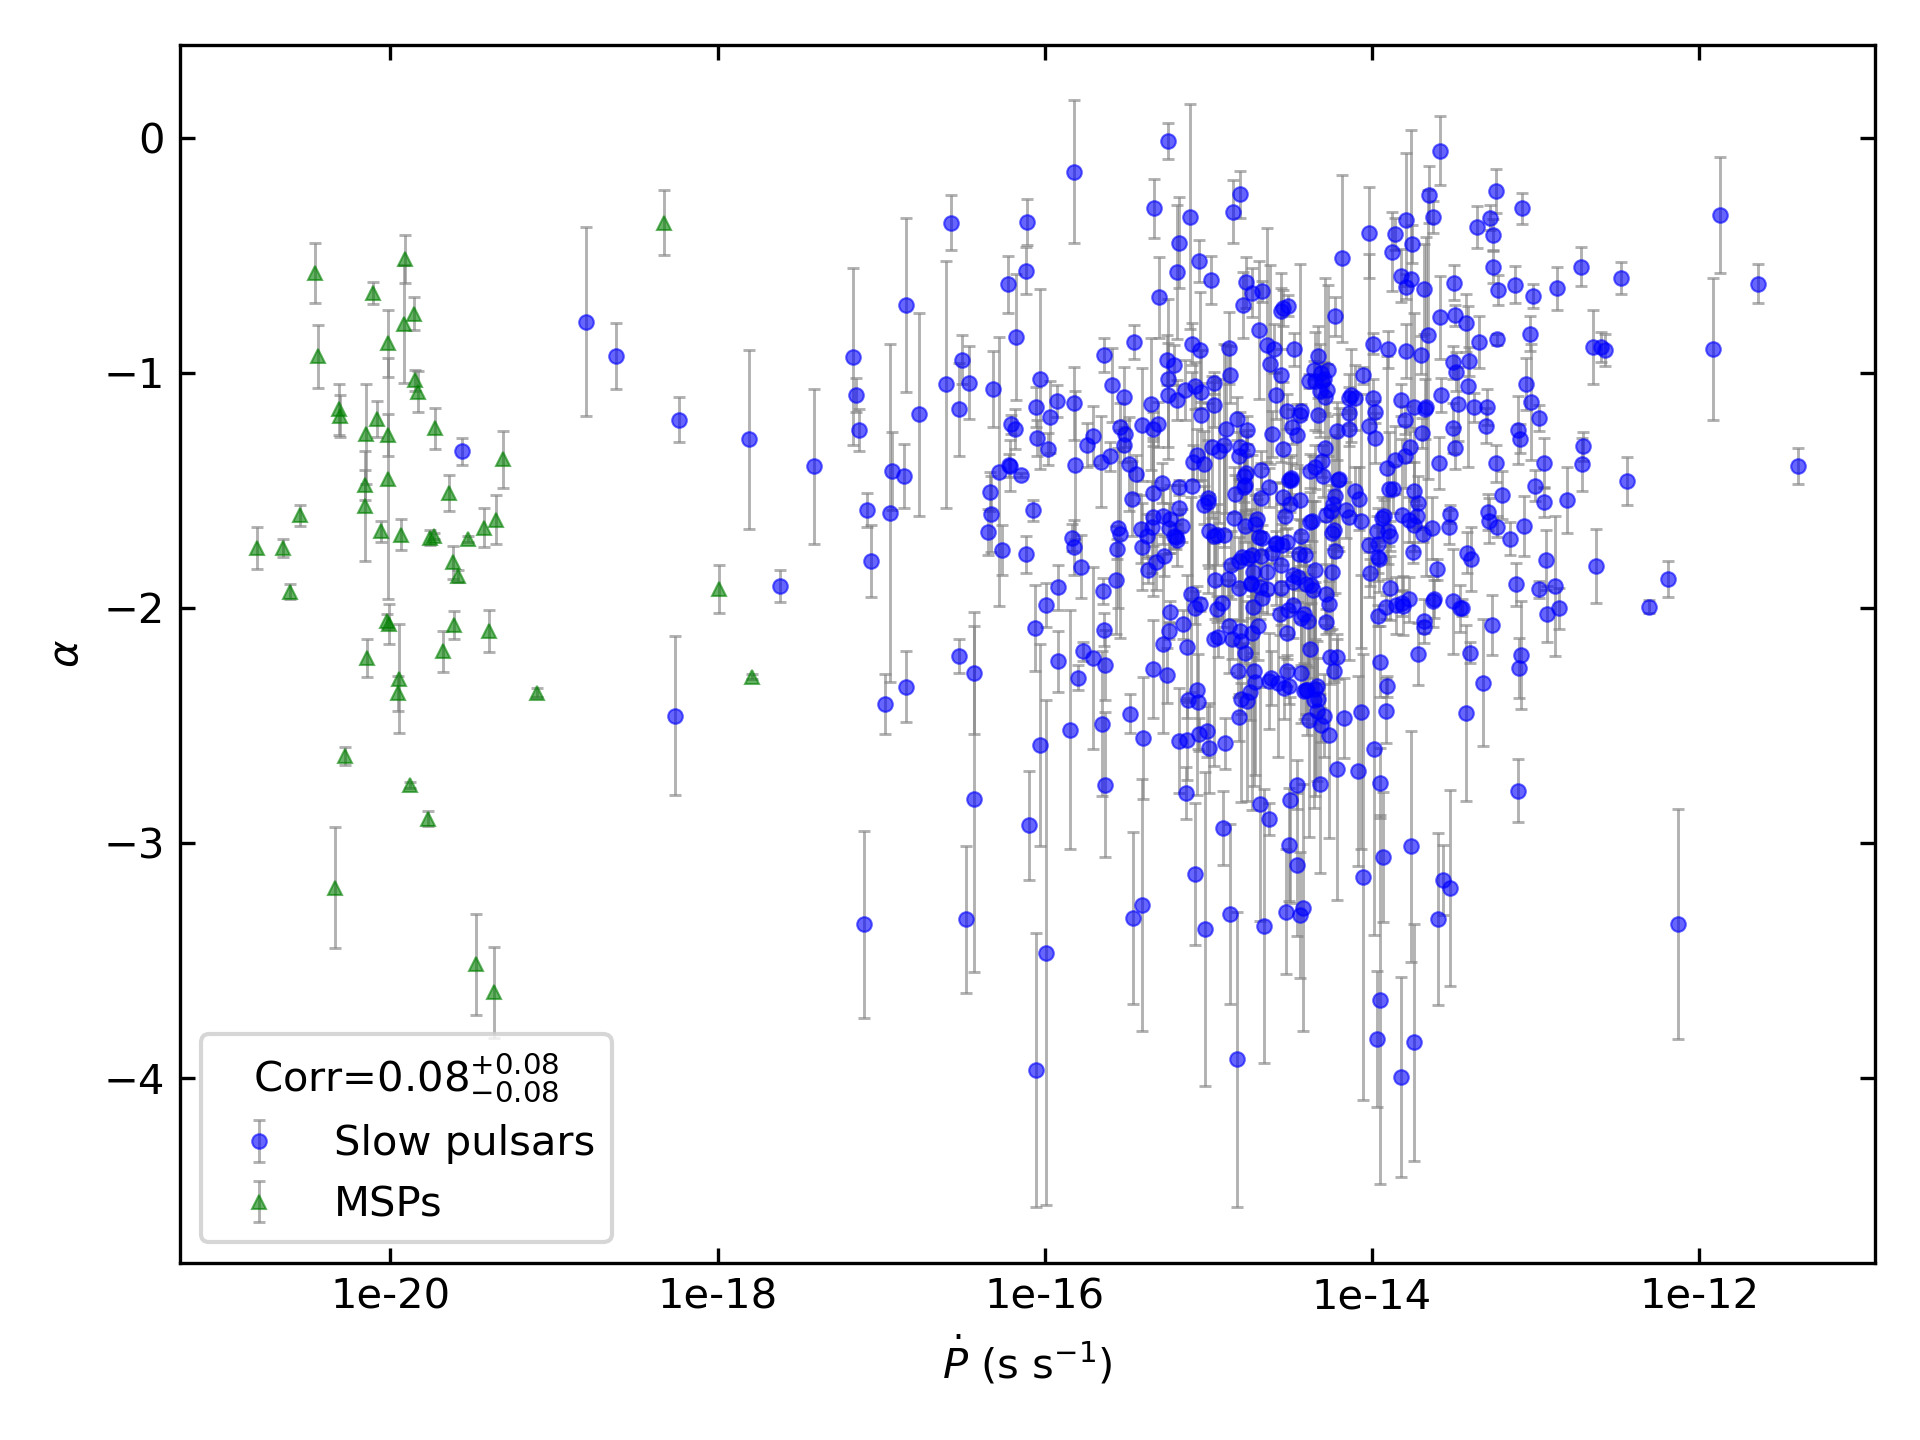 0
−1
−2
−3
−4
α
Corr=0.08+0.08−0.08
Slow pulsars
MSPs
1e-20 1e-18 1e-16 1e-14 1e-12
Ṗ (s s−1)